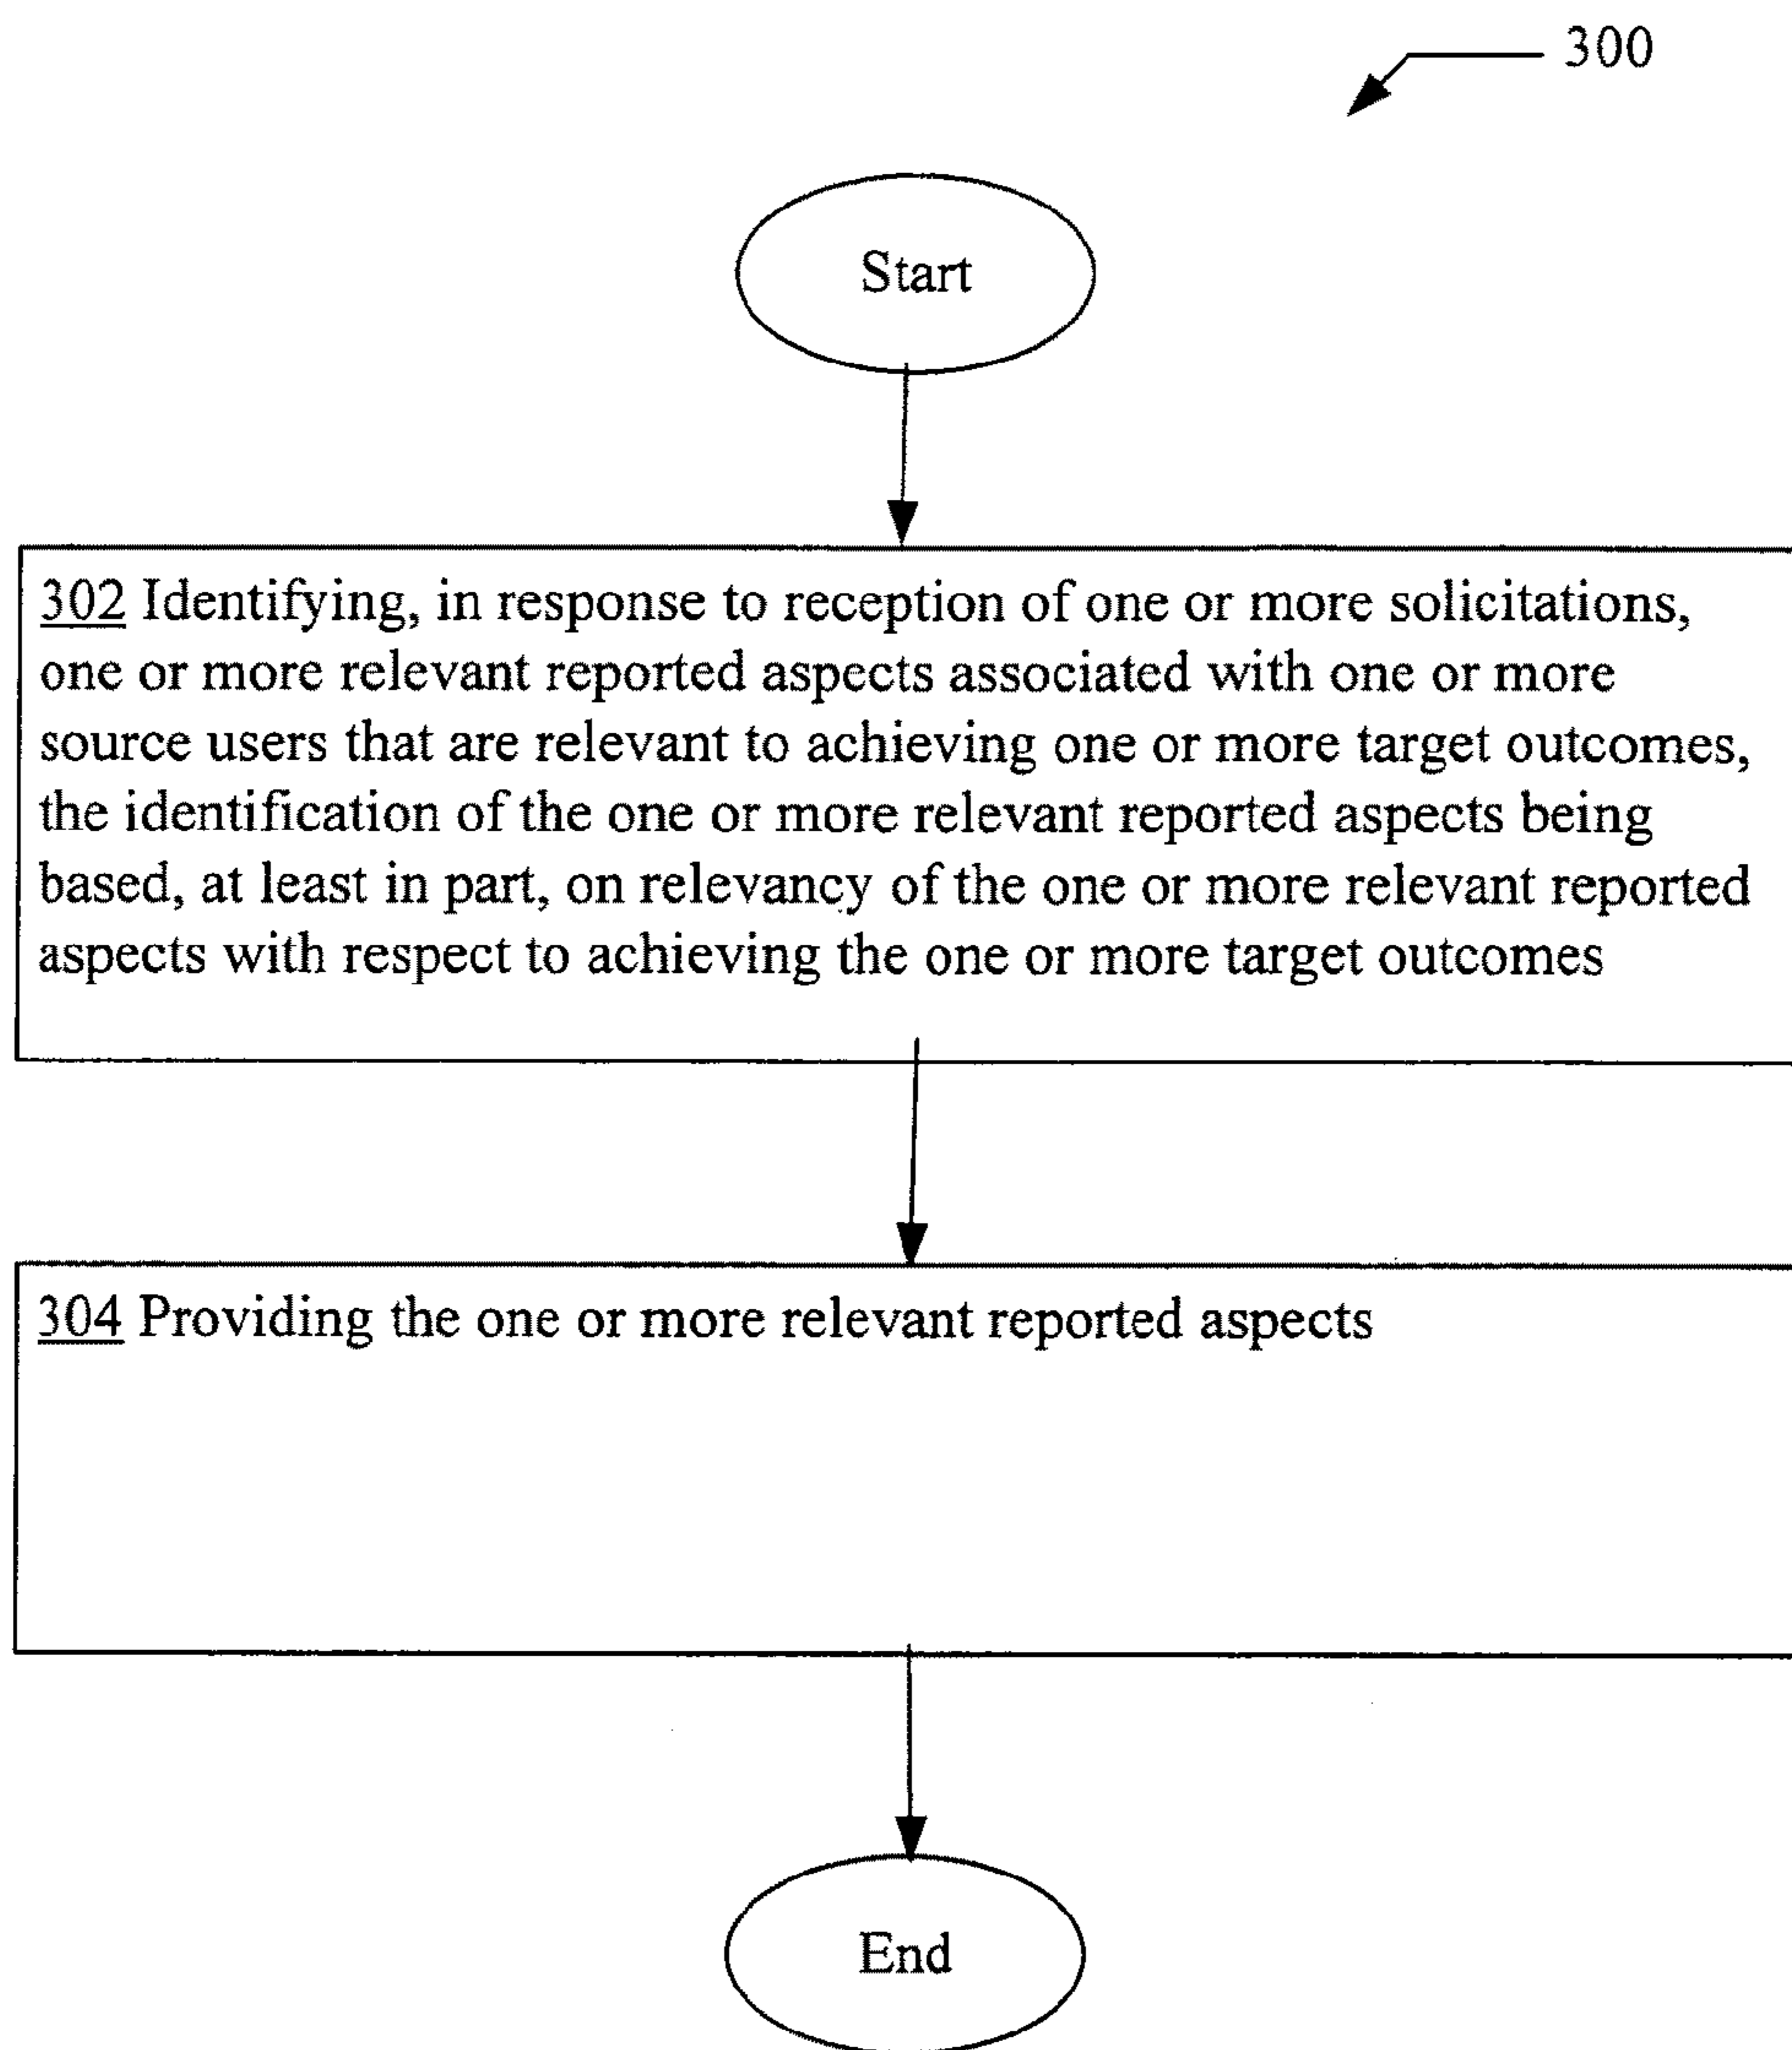 300
Start
302 Identifying, in response to reception of one or more solicitations,
one or more relevant reported aspects associated with one or more
source users that are relevant to achieving one or more target outcomes,
the identification of the one or more relevant reported aspects being
based, at least in part, on relevancy of the one or more relevant reported
aspects with respect to achieving the one or more target outcomes
304 Providing the one or more relevant reported aspects
End